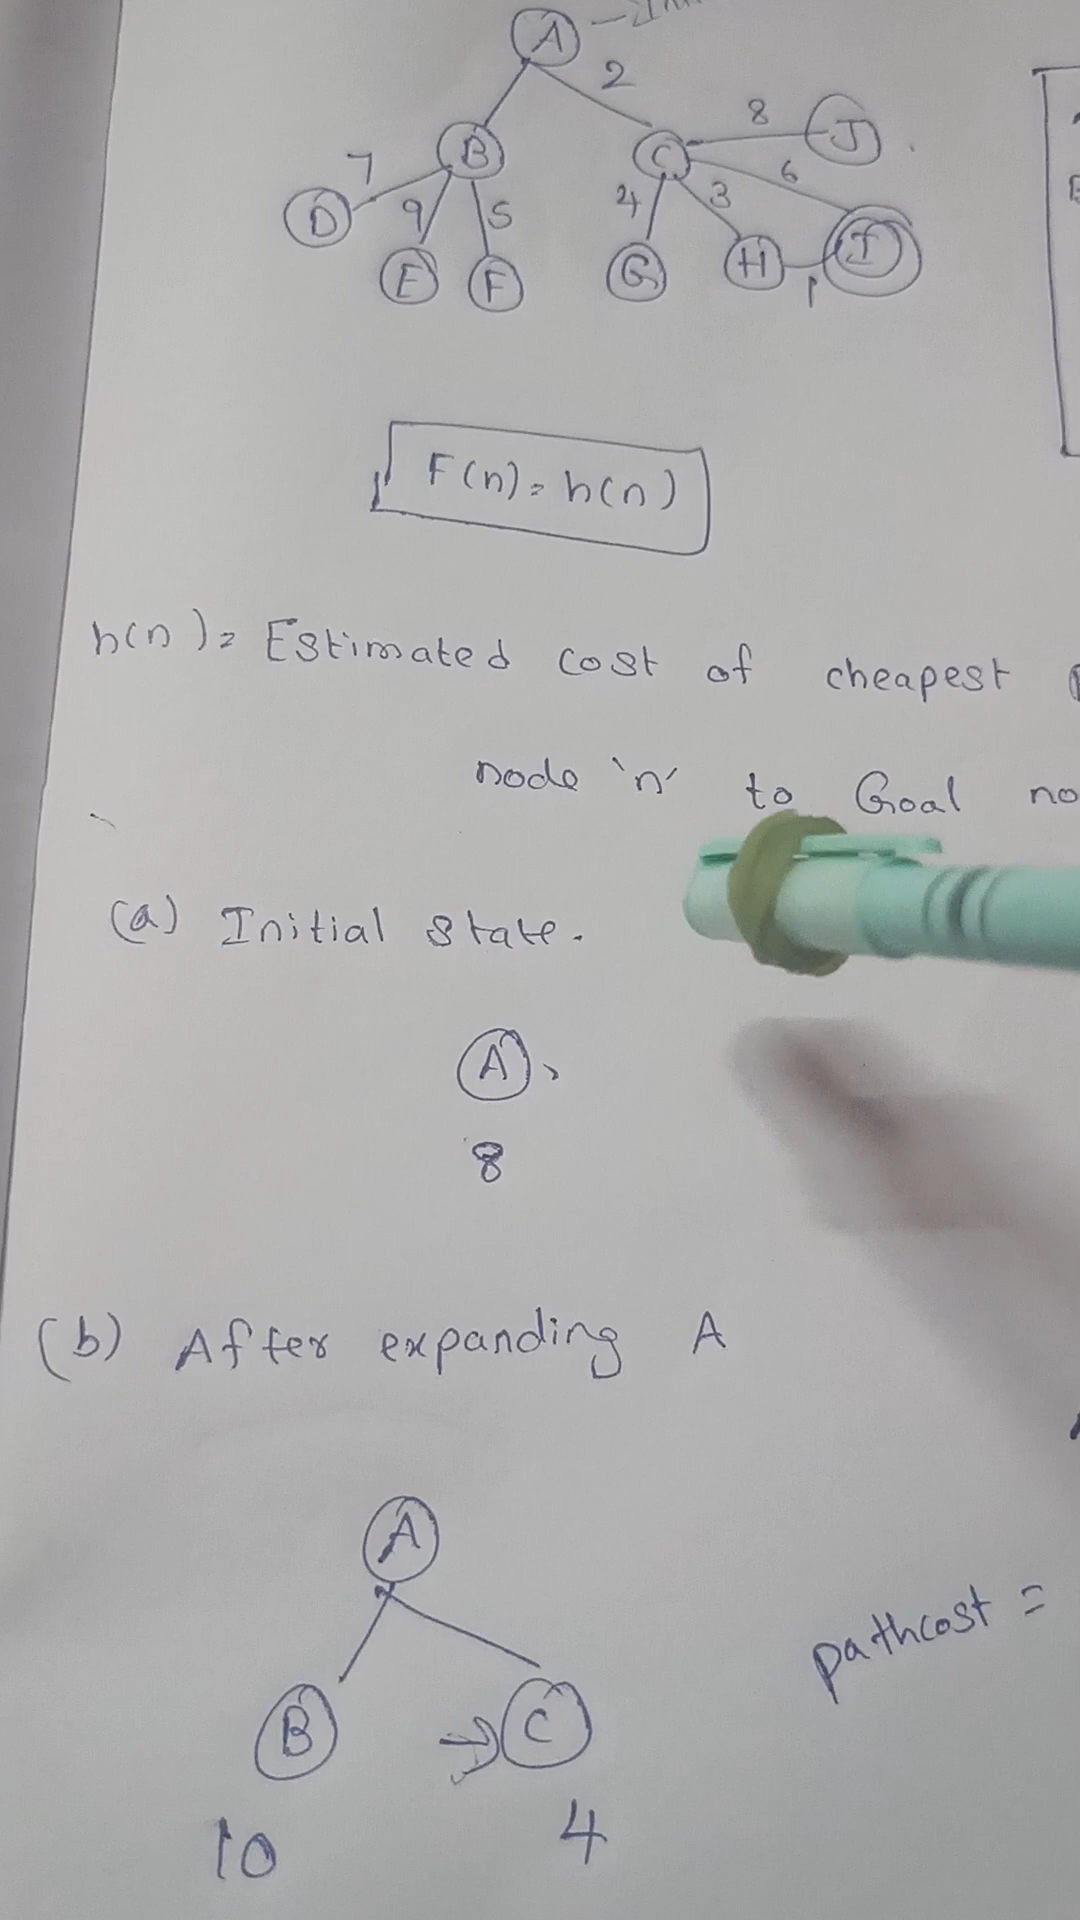 A
2
B
C
8
J
7
9
5
4
3
6
D
E
F
G
H
1
I
F(n) = h(n)
h(n) = Estimated cost of cheapest
node 'n' to Goal
(a) Initial state.
A
8
(b) After expanding A
A
B
C
10
4
pathcost =